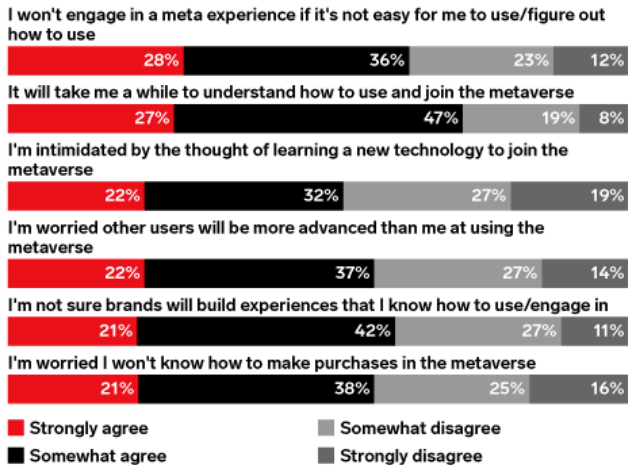 I won't engage in a meta experience if it's not easy for me to use/figure out
how to use
28% 36% 23% 12%
It will take me a while to understand how to use and join the metaverse
27% 47% 19% 8%
I'm intimidated by the thought of learning a new technology to join the
metaverse
22% 32% 27% 19%
I'm worried other users will be more advanced than me at using the
metaverse
22% 37% 27% 14%
I'm not sure brands will build experiences that I know how to use/engage in
21% 42% 27% 11%
I'm worried I won't know how to make purchases in the metaverse
21% 38% 25% 16%
Strongly agree Somewhat disagree
Somewhat agree Strongly disagree